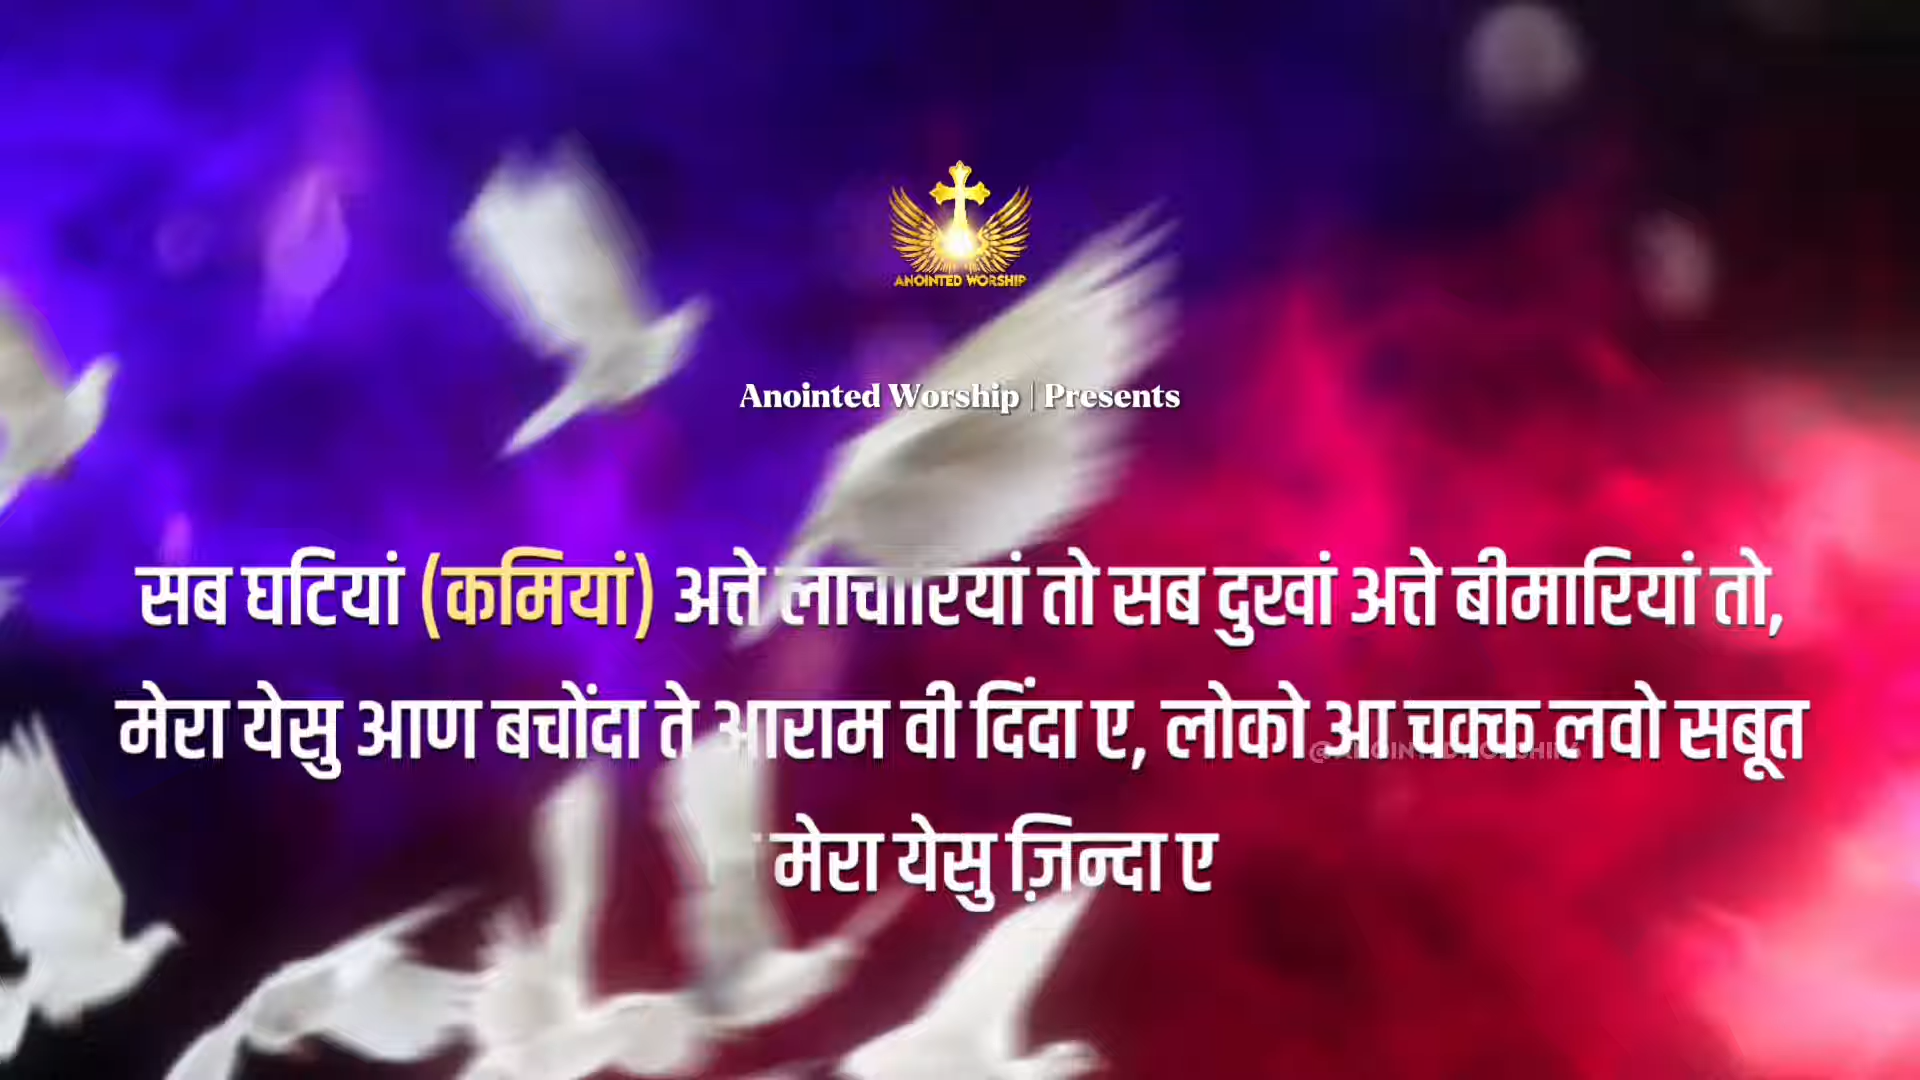 ANOINTED WORSHIP
Anointed Worship | Presents
सब घटियां (कमियां) अत्ते लाचारियां तो सब दुखां अत्ते बीमारियां तो,
मेरा येसु आण बचोंदा ते आराम वी दिंदा ए, लोको आ चक्क लवो सबूत
मेरा येसु ज़िन्दा ए